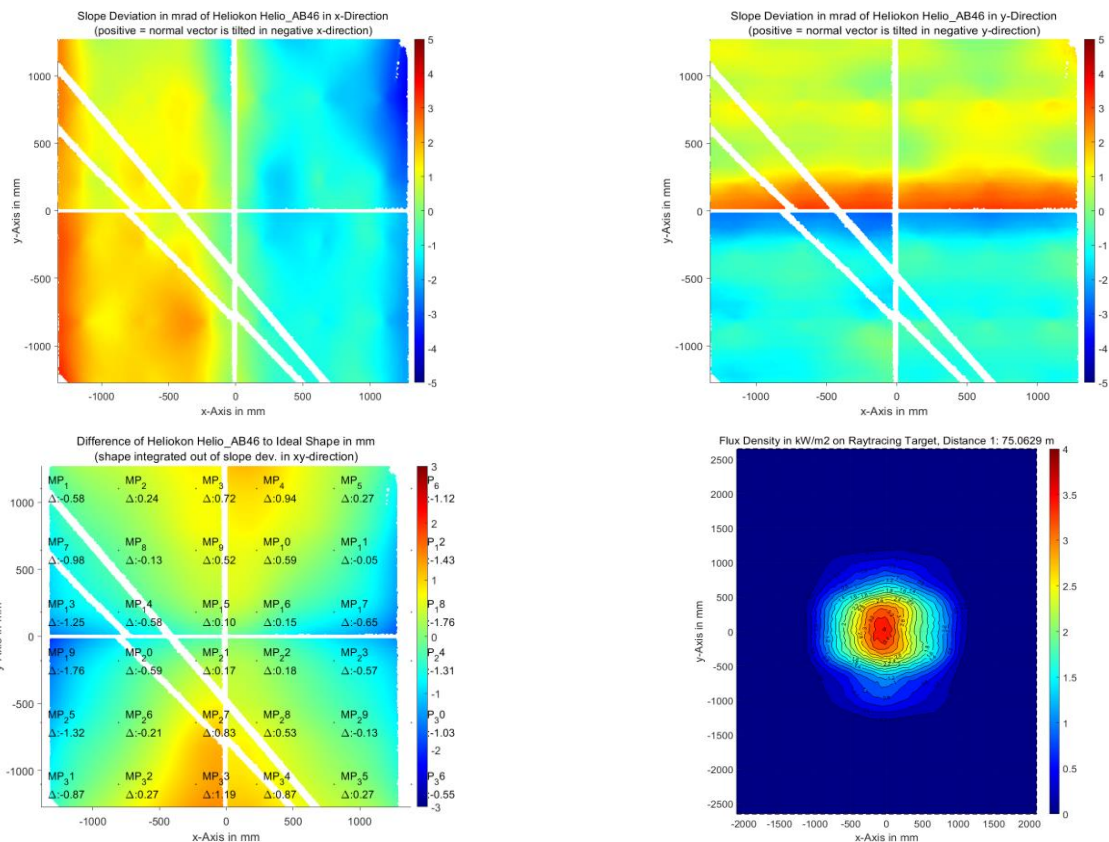 Slope Deviation in mrad of Heliokon Helio_AB46 in x-Direction
(positive = normal vector is tilted in negative x-direction)
1000
500
0
-500
-1000
y-Axis in mm
-1000 -500 0 500 1000
x-Axis in mm
5
4
3
2
1
0
-1
-2
-3
-4
-5
Slope Deviation in mrad of Heliokon Helio_AB46 in y-Direction
(positive = normal vector is tilted in negative y-direction)
1000
500
0
-500
-1000
y-Axis in mm
-1000 -500 0 500 1000
x-Axis in mm
5
4
3
2
1
0
-1
-2
-3
-4
-5
Difference of Heliokon Helio_AB46 to Ideal Shape in mm
(shape integrated out of slope dev. in xy-direction)
MP1 MP2 MP3 MP4 MP5 P6
Δ:-0.58 Δ:0.24 Δ:0.72 Δ:0.94 Δ:0.27 -1.12
MP7 MP8 MP9 MP10 MP11 P12
Δ:-0.98 Δ:-0.13 Δ:0.52 Δ:0.59 Δ:-0.05 -1.43
MP13 MP14 MP15 MP16 MP17 P8
Δ:-1.25 Δ:-0.58 Δ:0.10 Δ:0.15 Δ:-0.65 -1.76
MP19 MP20 MP21 MP22 MP23 P4
Δ:-1.76 Δ:-0.59 Δ:0.17 Δ:0.18 Δ:-0.57 -1.31
MP25 MP26 MP27 MP28 MP29 P0
Δ:-1.32 Δ:-0.21 Δ:0.83 Δ:0.53 Δ:-0.13 -1.03
MP31 MP32 MP33 MP34 MP35 P6
Δ:-0.87 Δ:0.27 Δ:1.19 Δ:0.87 Δ:0.27 -0.55
1000
500
0
-500
-1000
-1000 -500 0 500 1000
x-Axis in mm
3
2
1
0
-1
-2
-3
Flux Density in kW/m2 on Raytracing Target, Distance 1: 75.0629 m
2500
2000
1500
1000
500
0
-500
-1000
-1500
-2000
-2500
y-Axis in mm
-2000 -1500 -1000 -500 0 500 1000 1500 2000
x-Axis in mm
4
3.5
3
2.5
2
1.5
1
0.5
0